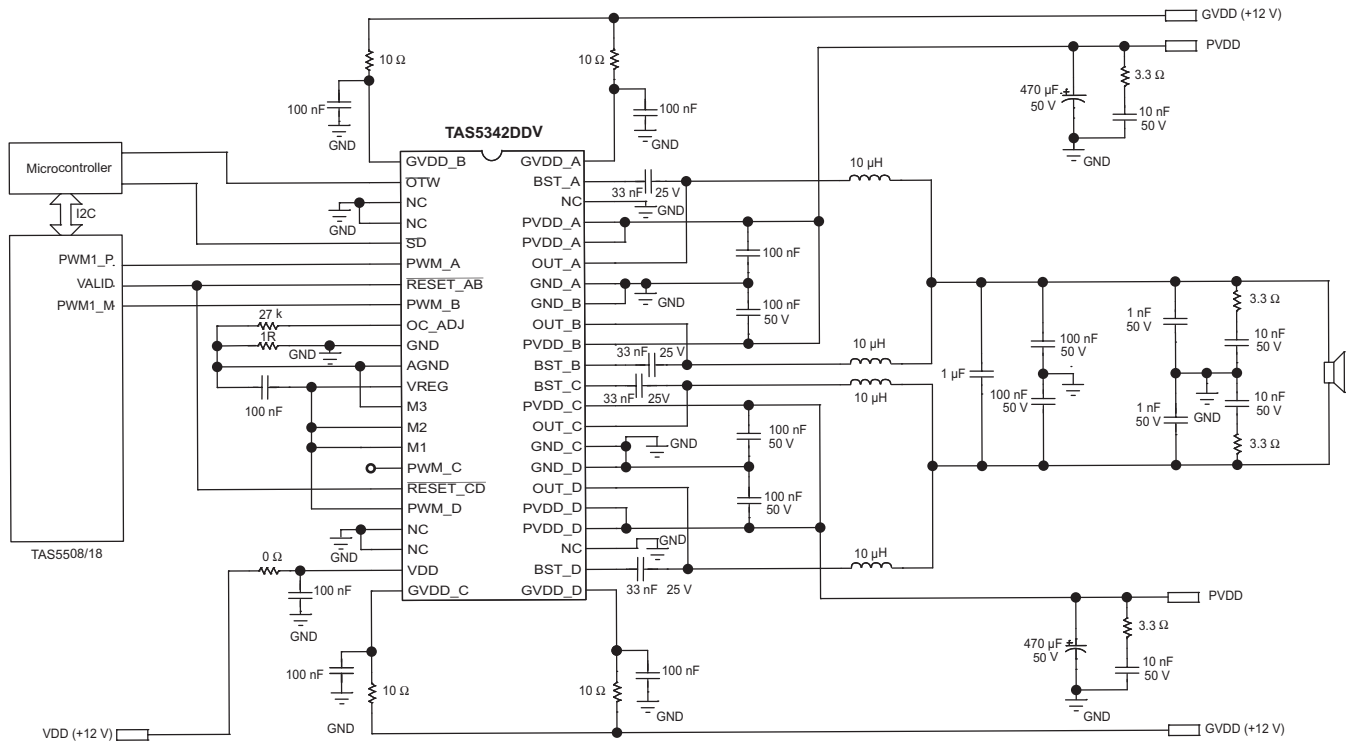 GVDD (+12 V)
PVDD
10 Ω
10 Ω
3.3 Ω
470 µF
50 V
10 nF
50 V
100 nF
100 nF
GND
GND
GND
TAS5342DDV
Microcontroller
I2C
PWM1_P
VALID
PWM1_M
TAS5508/18
GVDD_B
OTW
NC
NC
SD
PWM_A
RESET_AB
PWM_B
OC_ADJ
GND
AGND
VREG
M3
M2
M1
PWM_C
RESET_CD
PWM_D
NC
NC
VDD
GVDD_C
GVDD_A
BST_A
NC
PVDD_A
PVDD_A
OUT_A
GND_A
GND_B
OUT_B
PVDD_B
BST_B
BST_C
PVDD_C
OUT_C
GND_C
GND_D
OUT_D
PVDD_D
PVDD_D
NC
BST_D
GVDD_D
GND
27 k
1R
GND
100 nF
GND
0 Ω
100 nF
GND
33 nF 25 V
GND
100 nF
GND
100 nF
50 V
33 nF 25 V
33 nF 25V
100 nF
50 V
GND
100 nF
50 V
GND
33 nF 25 V
10 µH
10 µH
10 µH
10 µH
1 µF
100 nF
50 V
100 nF
50 V
1 nF
50 V
1 nF
50 V
GND
3.3 Ω
10 nF
50 V
10 nF
50 V
3.3 Ω
PVDD
3.3 Ω
470 µF
50 V
10 nF
50 V
GND
100 nF
10 Ω
GND
10 Ω
100 nF
GND
VDD (+12 V)
GVDD (+12 V)